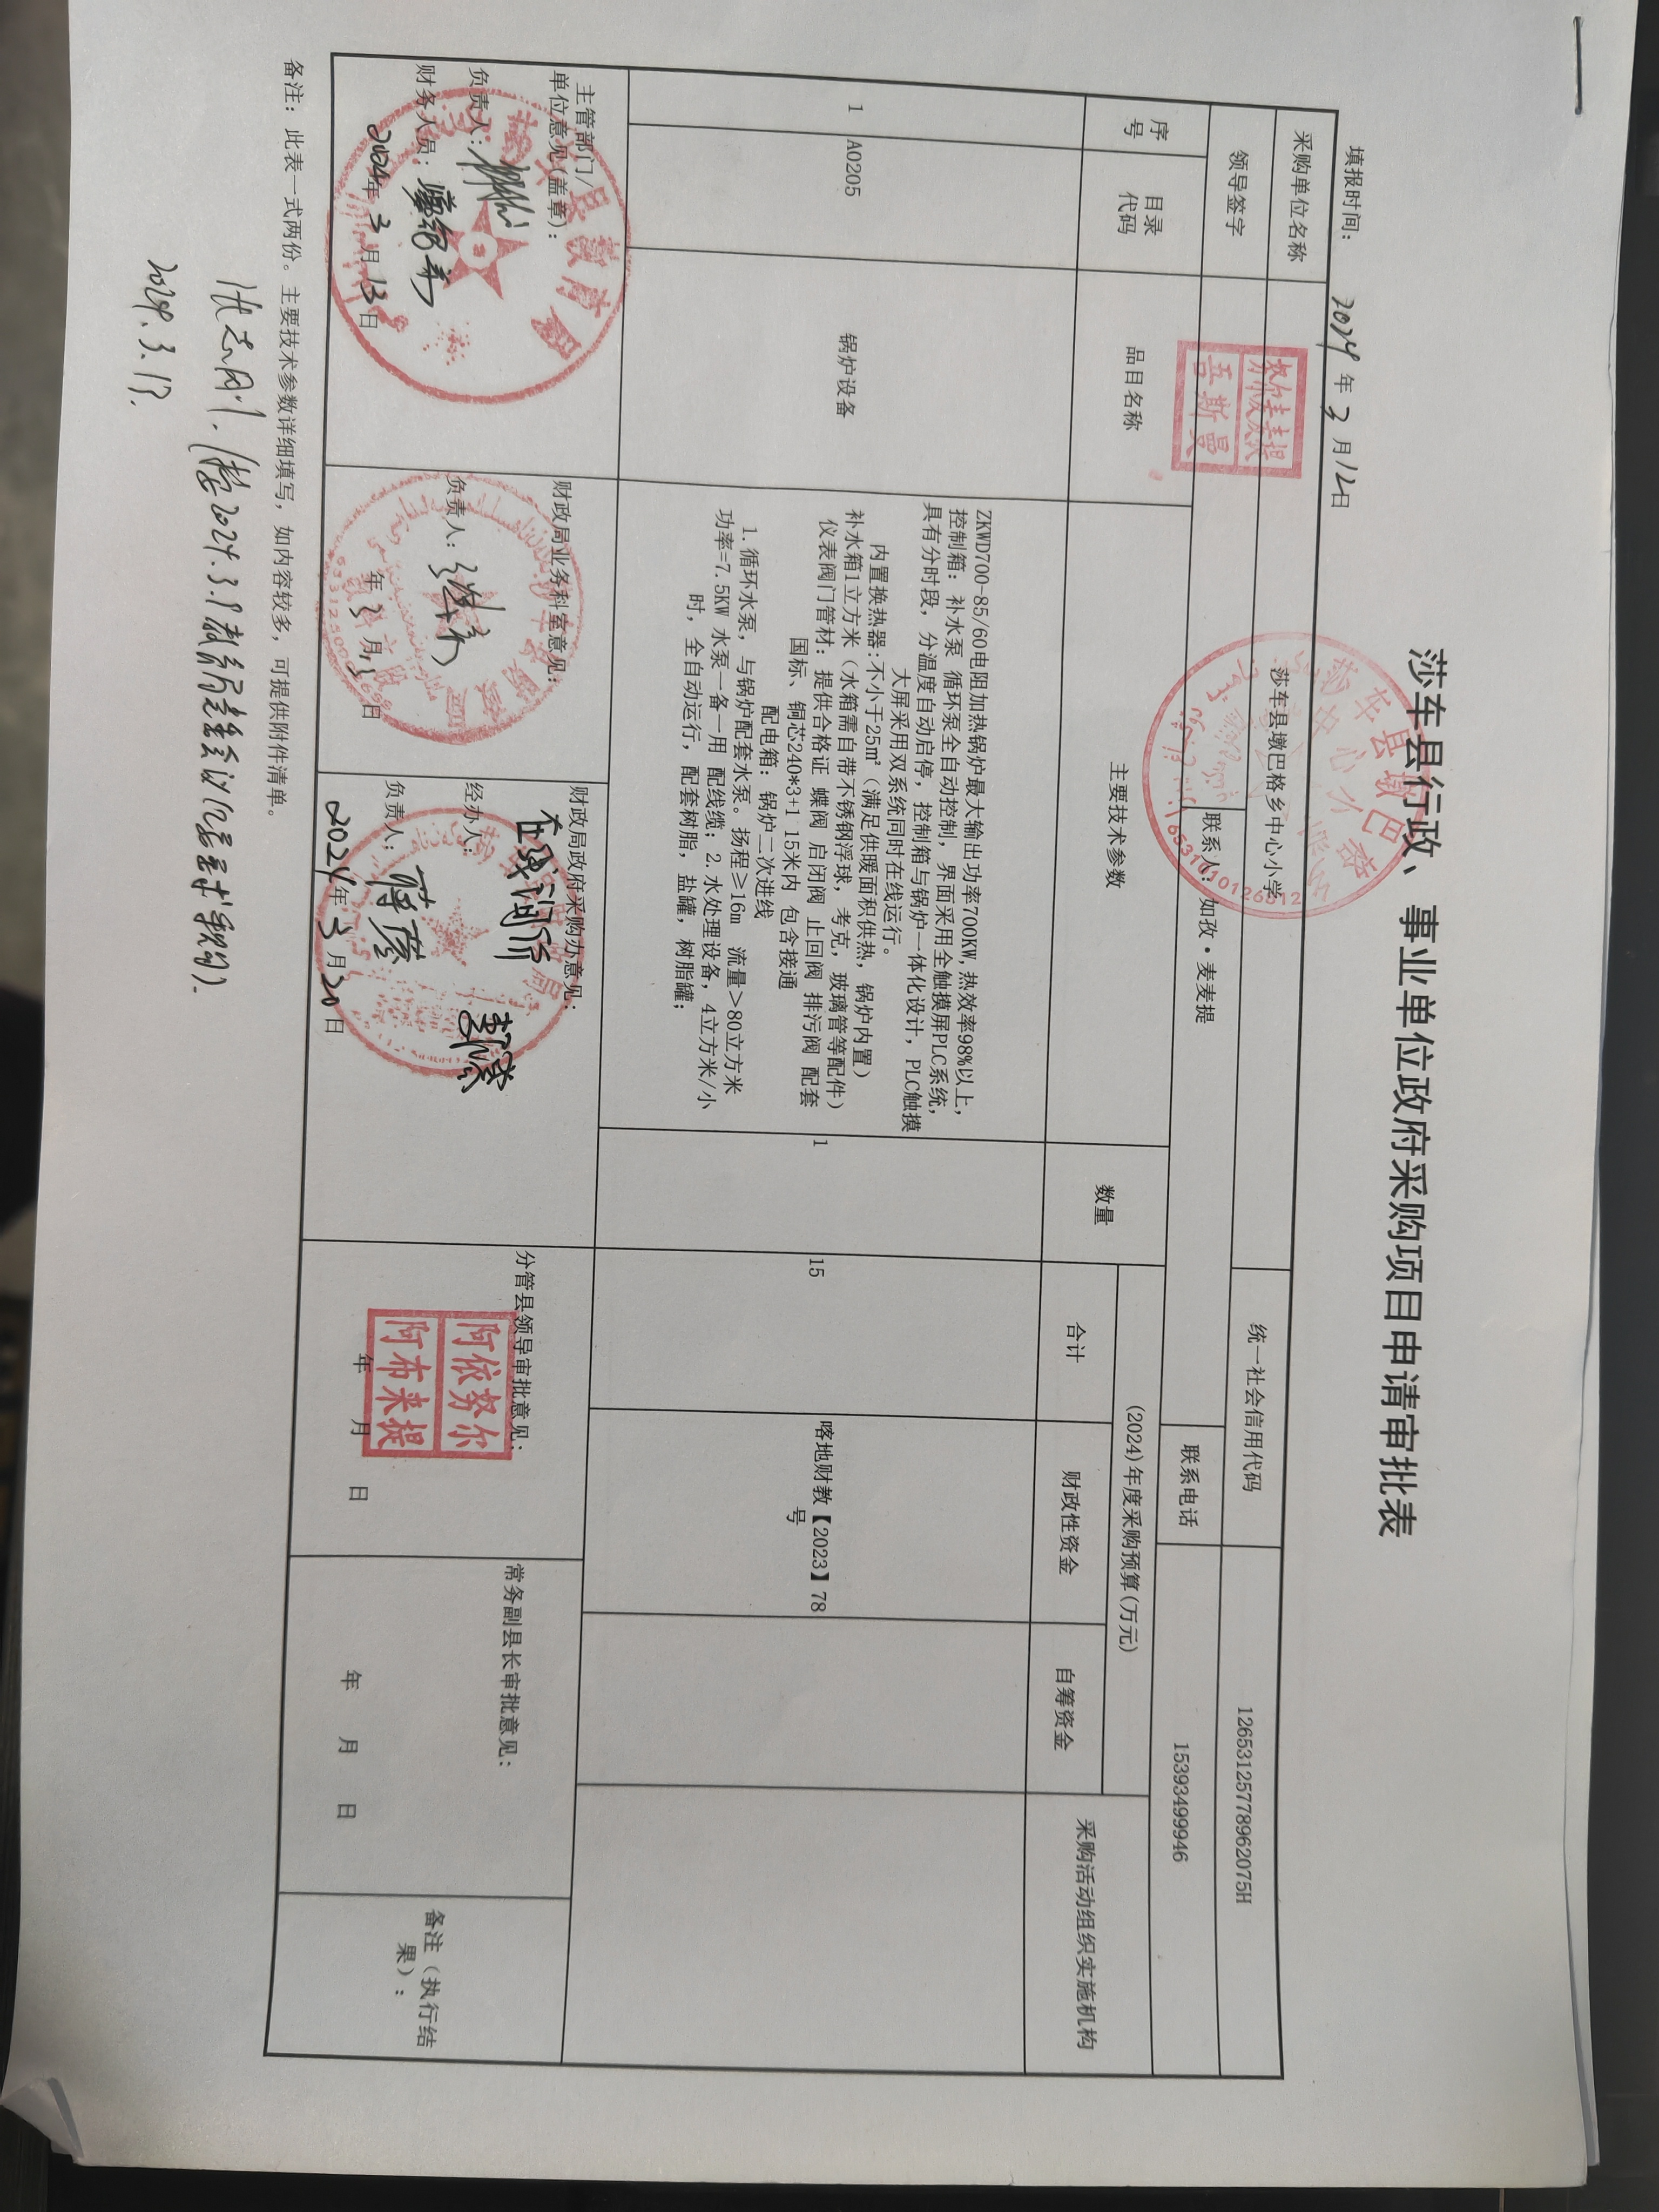 莎车县行政、事业单位政府采购项目申请审批表
填报时间： 2024 年 3 月 12 日
采购单位名称 莎车县墩巴格乡中心小学 统一社会信用代码 12653125778962075H
领导签字 联系人： 如孜·麦麦提 联系电话 15393499946
序号 目录代码 品目名称 主要技术参数 数量 (2024)年度采购预算(万元) 采购活动组织实施机构
合计 财政性资金 自筹资金
1 A0205 锅炉设备
ZKWD700-85/60电阻加热锅炉最大输出功率700KW,热效率98%以上,
控制箱：补水泵 循环泵全自动控制，界面采用全触摸屏PLC系统，
具有分时段，分温度自动启停，控制箱与锅炉一体化设计，PLC触摸
大屏采用双系统同时在线运行。
内置换热器:不小于25m²（满足供暖面积供热，锅炉内置）
补水箱1立方米（水箱需自带不锈钢浮球，考克，玻璃管等配件）
仪表阀门管材：提供合格证 蝶阀 启闭阀 止回阀 排污阀 配套
国标、铜芯240*3+1 15米内 包含接通
配电箱：锅炉二次进线
1.循环水泵，与锅炉配套水泵。扬程≥16m 流量>80立方米
功率=7.5KW 水泵一备一用 配线缆；2.水处理设备，4立方米/小
时，全自动运行，配套树脂，盐罐，树脂罐；
1 15 喀地财教【2023】78
号
主管部门/
单位意见(盖章)：
负责人：
财务人员：
2024年 3 月 13 日
财政局业务科室意见：
负责人：
年 3 月 13 日
财政局政府采购办意见：
经办人：
负责人： 薛彦
2024年 3 月 20 日
分管县领导审批意见：
阿依努尔
阿布来提
年 月 日
常务副县长审批意见：
年 月 日
备注（执行结
果）：
备注：此表一式两份。主要技术参数详细填写，如内容较多，可提供附件清单。
2024.3.17.